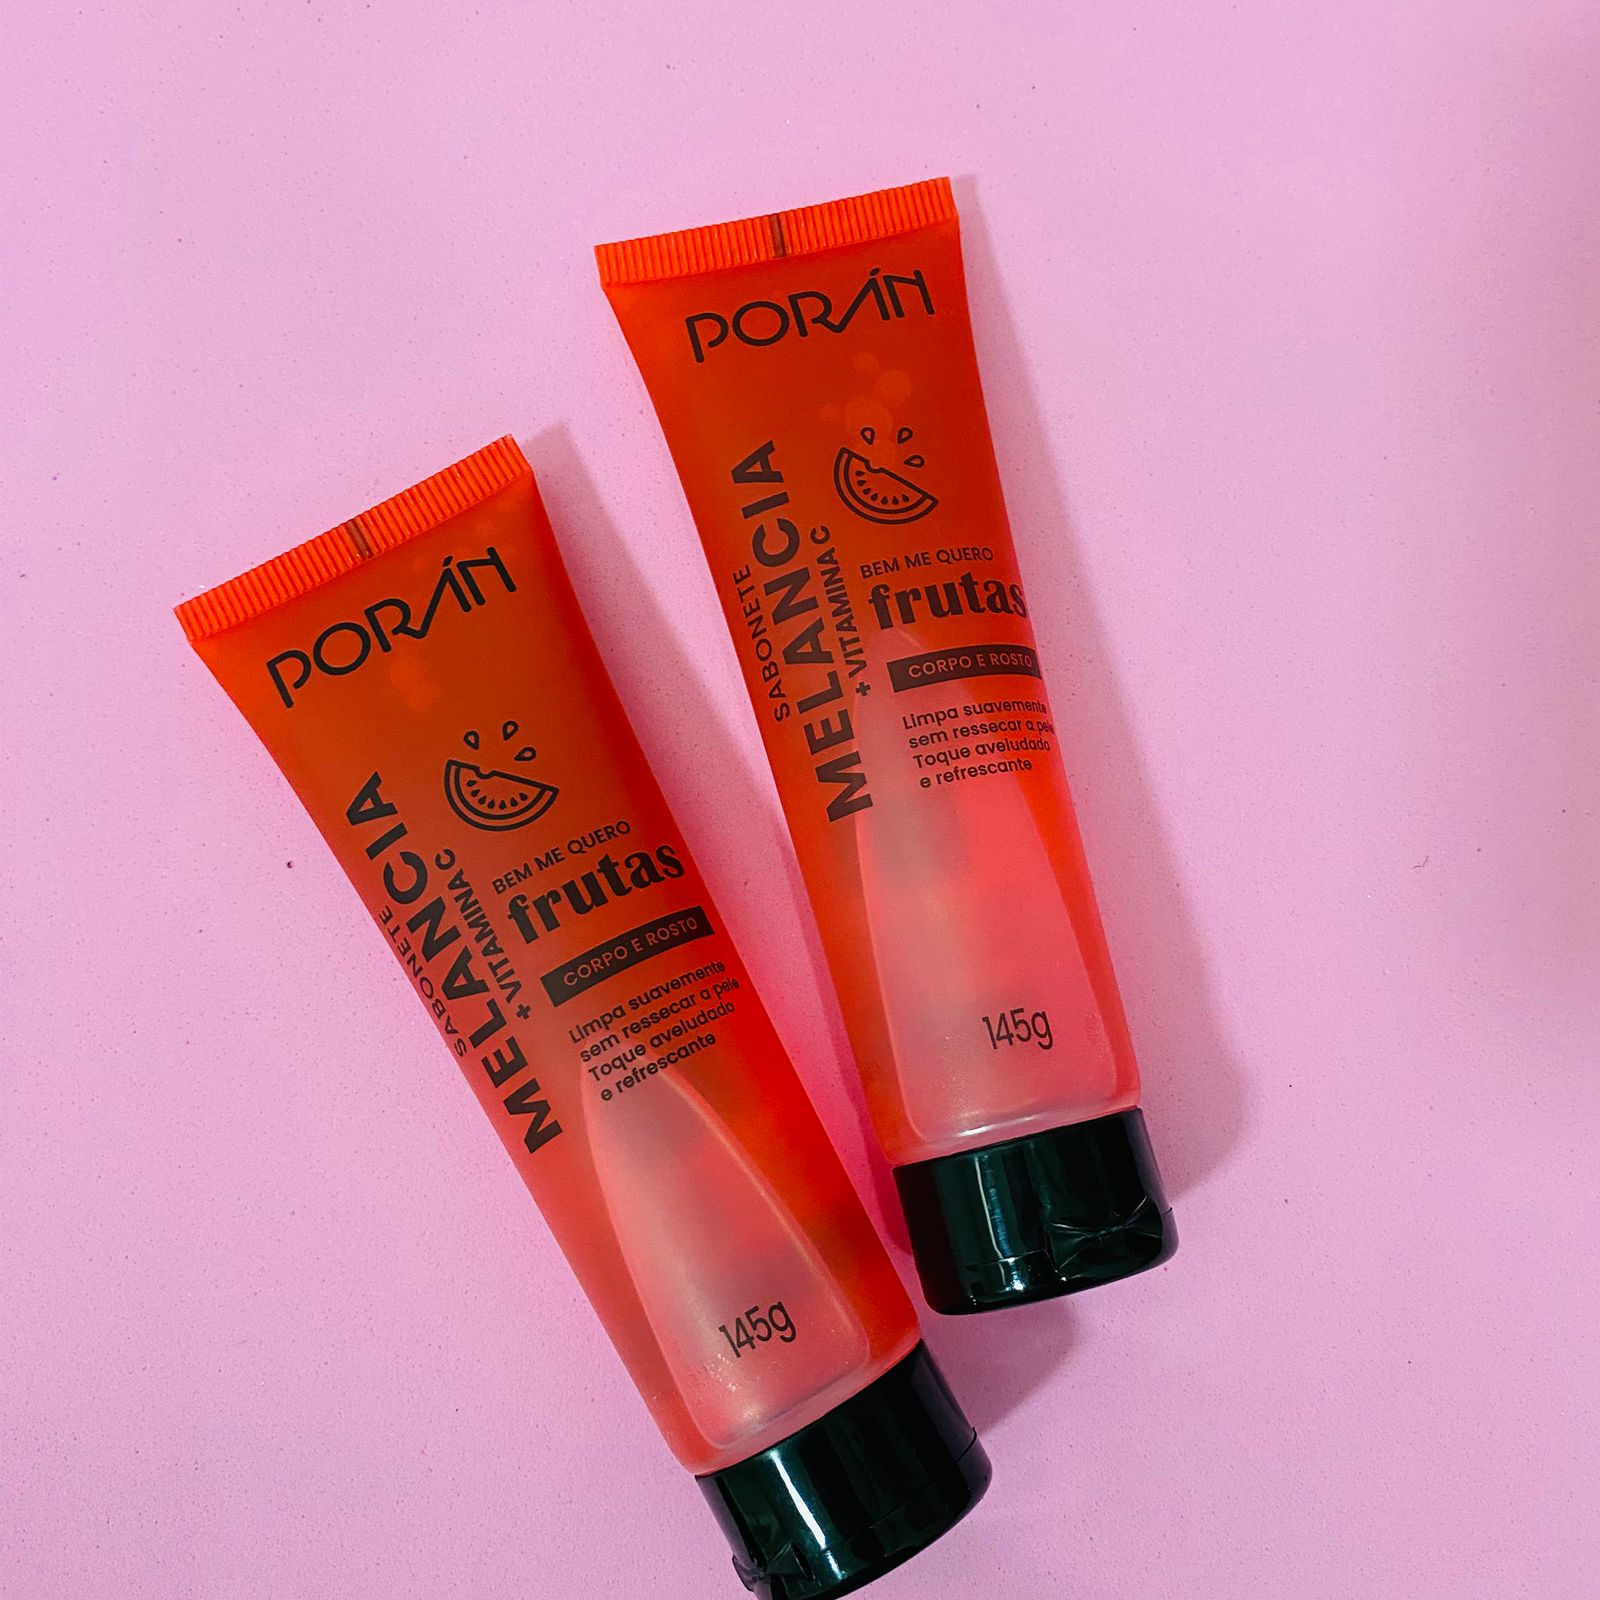 PORÁN
SABONETE
MELANCIA
+ VITAMINA C
BEM ME QUERO
frutas
CORPO E ROSTO
Limpa suavemente
sem ressecar a pele
Toque aveludado
e refrescante
145g
PORÁN
SABONETE
MELANCIA
+ VITAMINA C
BEM ME QUERO
frutas
CORPO E ROSTO
Limpa suavemente
sem ressecar a pele
Toque aveludado
e refrescante
145g